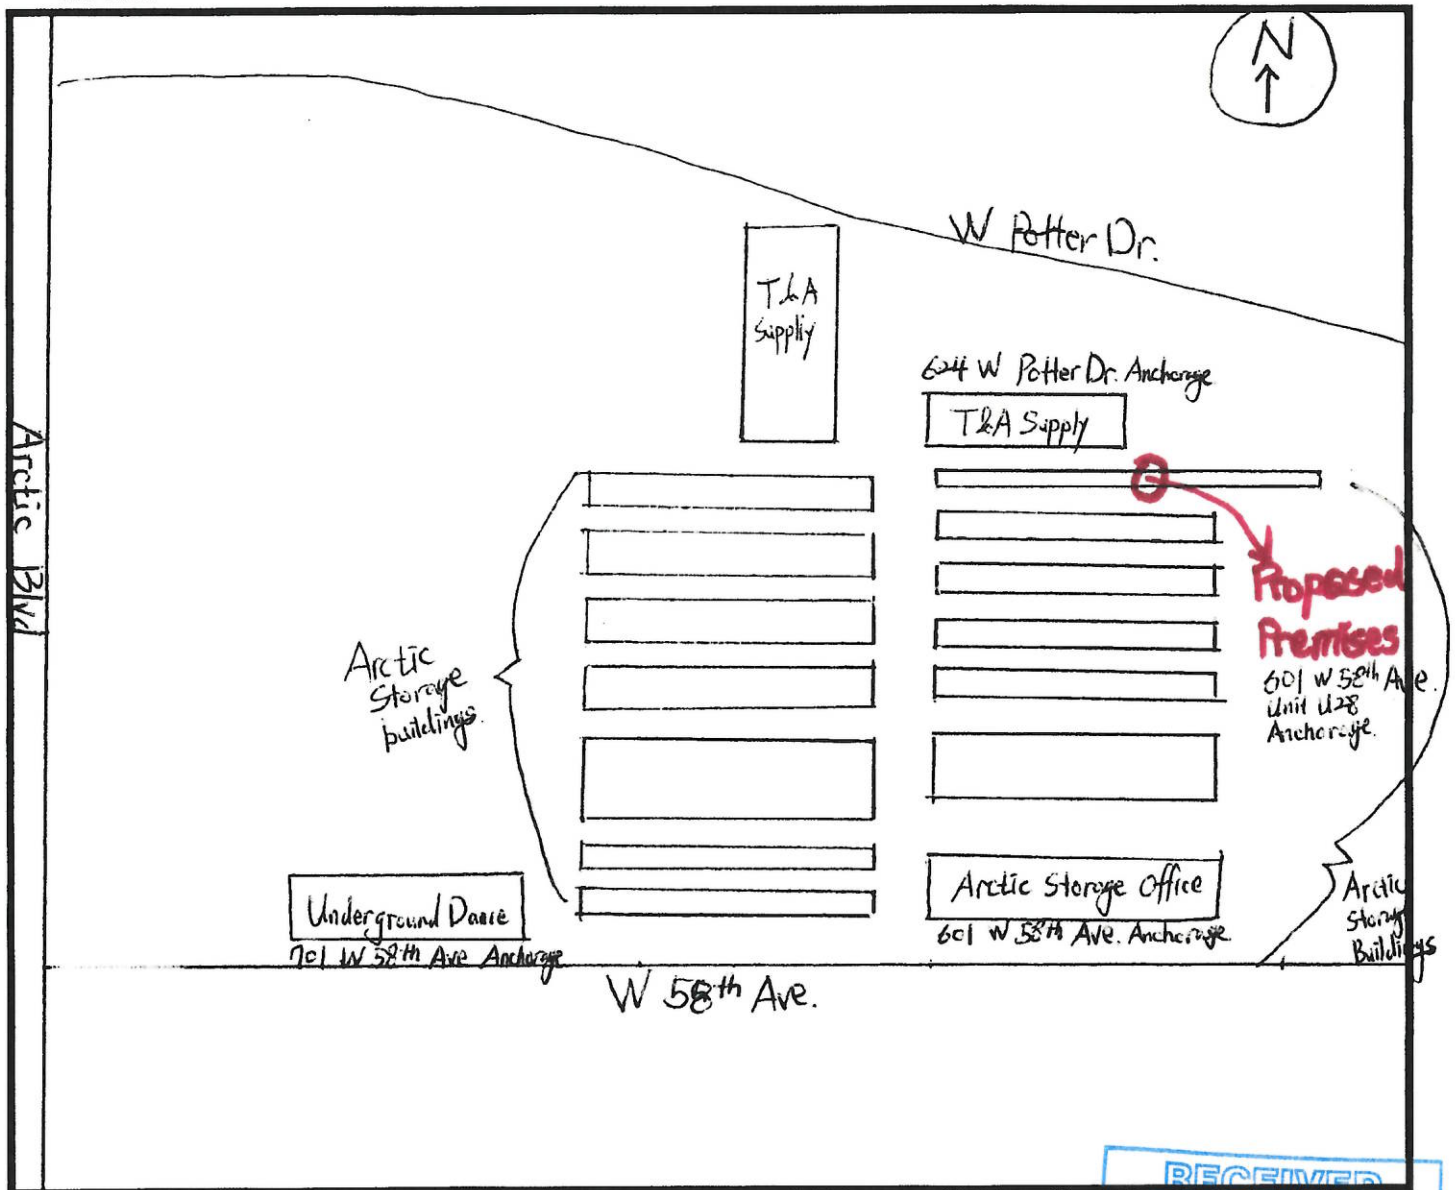 N
W Potter Dr.
T&A
Suppliy
624 W Potter Dr. Anchorage
T&A Supply
Arctic Blvd
Proposed
Premises
601 W 58th Ave.
Unit U28
Anchorage.
Arctic
Storage
buildings.
Underground Dance
701 W 58th Ave Anchorage
Arctic Storage Office
601 W 58th Ave. Anchorage
Arctic
Storage
Buildings
W 58th Ave.
RECEIVED